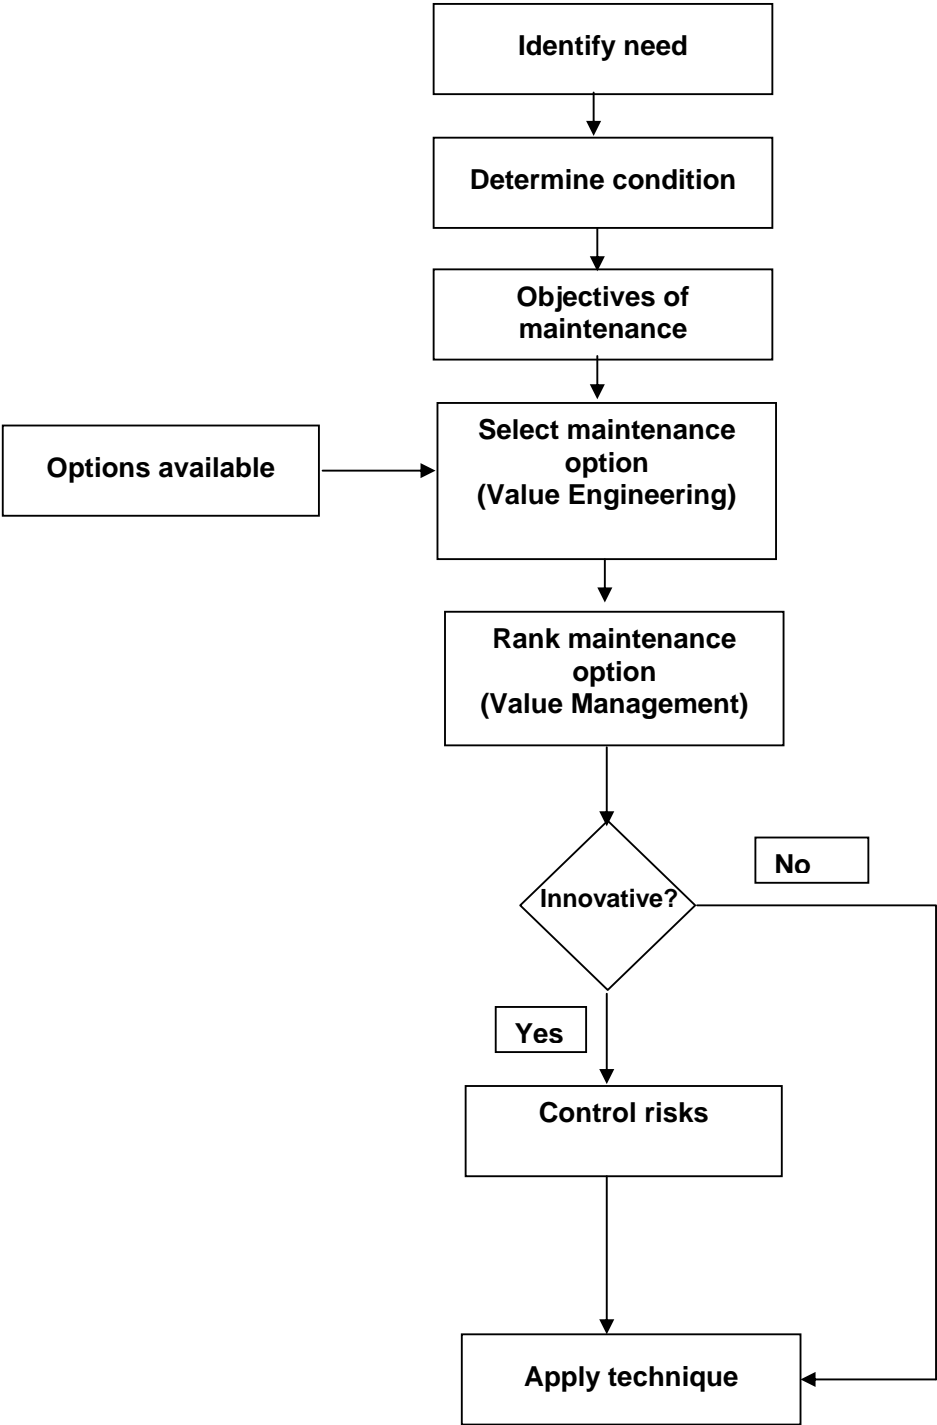 Identify need
Determine condition
Objectives of
maintenance
Options available
Select maintenance
option
(Value Engineering)
Rank maintenance
option
(Value Management)
Innovative?
No
Yes
Control risks
Apply technique